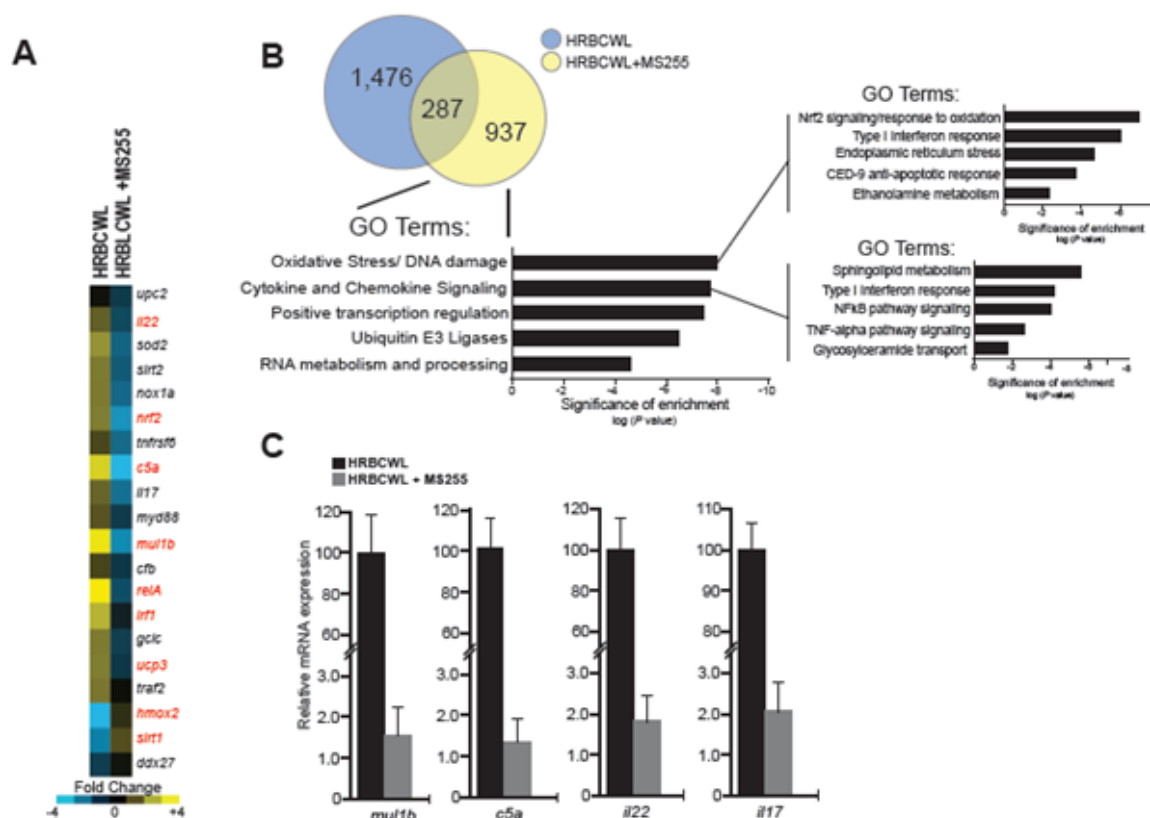 A
HRBCWL
HRBLCWL +MS255
upc2
il22
sod2
sirt2
nox1a
nrf2
tnfrsf6
c5a
il17
myd88
mul1b
cfb
relA
irf1
gclc
ucp3
traf2
hmox2
sirt1
ddx27
Fold Change
-4 0 +4
B
1,476
287
937
HRBCWL
HRBCWL+MS255
GO Terms:
Oxidative Stress/ DNA damage
Cytokine and Chemokine Signaling
Positive transcription regulation
Ubiquitin E3 Ligases
RNA metabolism and processing
0 -2 -4 -6 -8 -10
Significance of enrichment
log (P value)
GO Terms:
Nrf2 signaling/response to oxidation
Type I Interferon response
Endoplasmic reticulum stress
CED-9 anti-apoptotic response
Ethanolamine metabolism
0 -2 -4 -6
Significance of enrichment
log (P value)
GO Terms:
Sphingolipid metabolism
Type I Interferon response
NFkB pathway signaling
TNF-alpha pathway signaling
Glycosylceramide transport
0 -2 -4 -6 -8
Significance of enrichment
log (P value)
C
HRBCWL
HRBCWL + MS255
Relative mRNA expression
120
100
80
60
3.0
2.0
1.0
0
mul1b
120
100
80
60
3.0
2.0
1.0
0
c5a
120
100
80
60
3.0
2.0
1.0
0
il22
110
100
90
80
3.0
2.0
1.0
0
il17